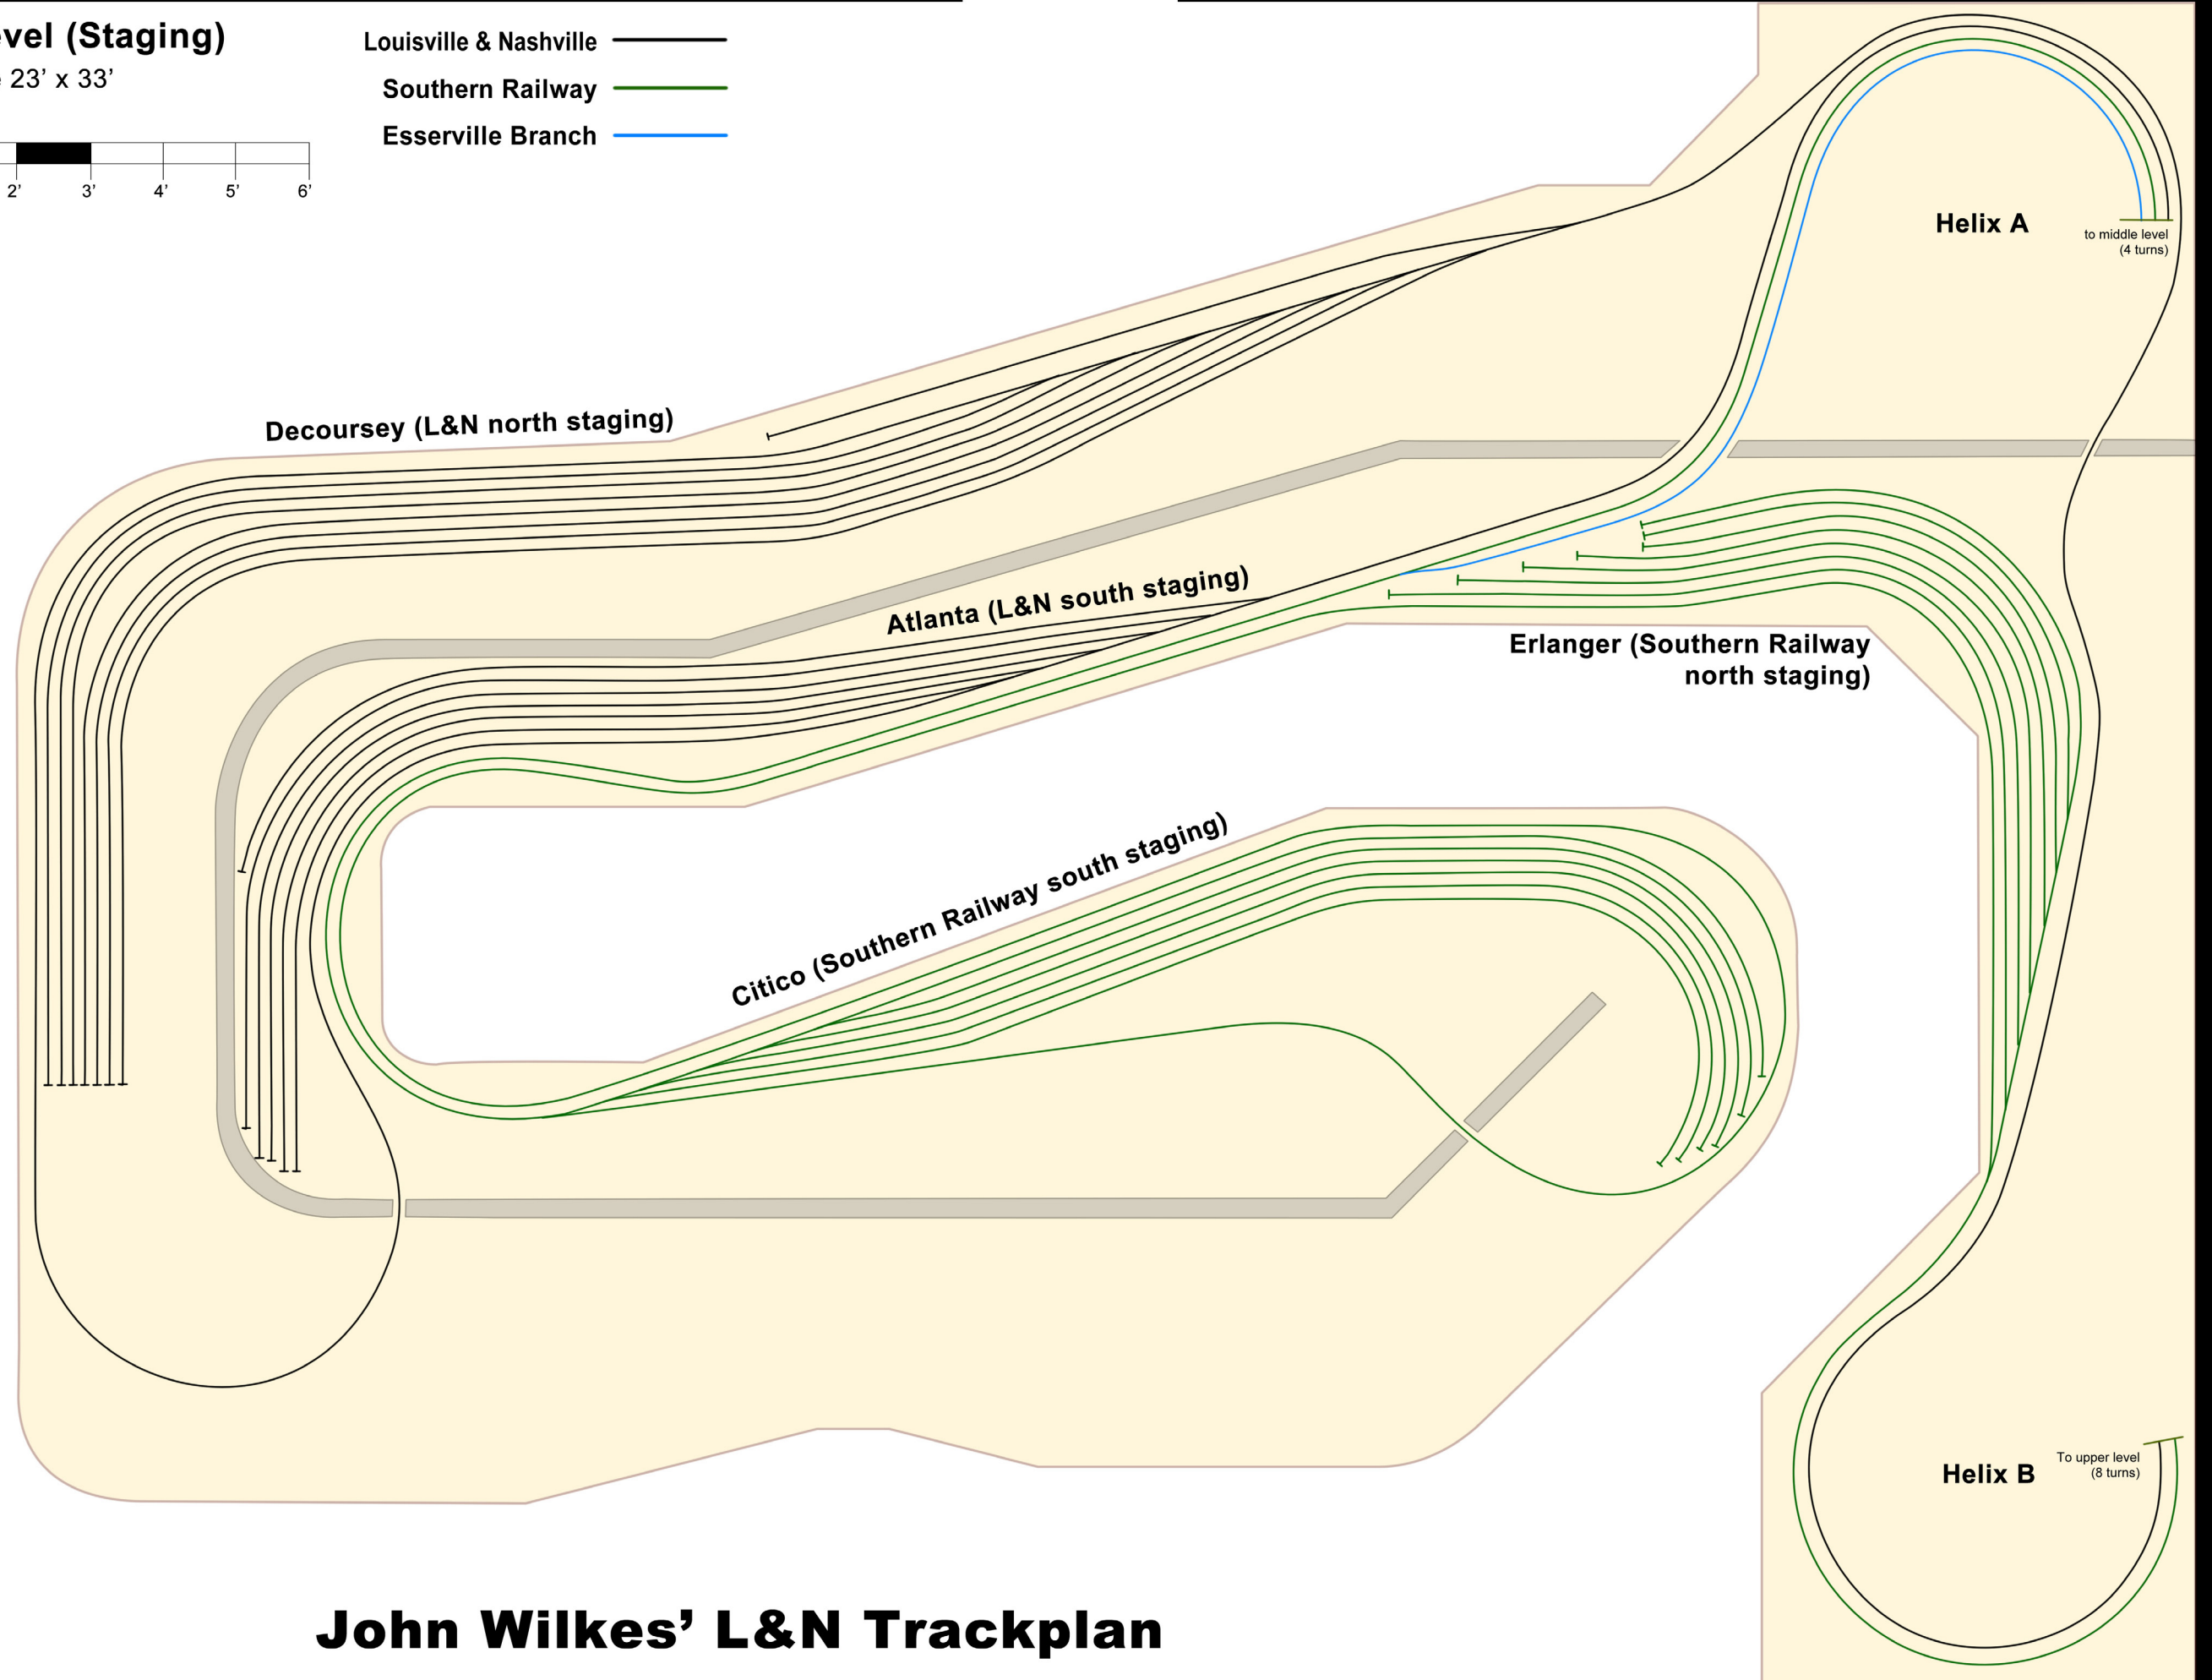 vel (Staging)
23’ x 33’
2’ 3’ 4’ 5’ 6’
Louisville & Nashville
Southern Railway
Esserville Branch
Helix A
to middle level
(4 turns)
Decoursey (L&N north staging)
Atlanta (L&N south staging)
Erlanger (Southern Railway
north staging)
Citico (Southern Railway south staging)
Helix B
To upper level
(8 turns)
John Wilkes’ L&N Trackplan